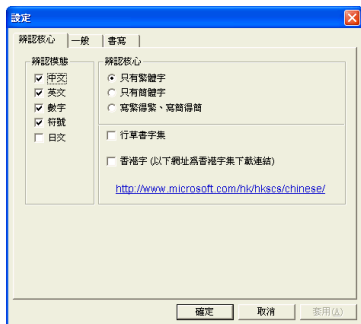 設定
辨認核心
一般
書寫
辨認模態
中文
英文
數字
符號
日文
辨認核心
只有繁體字
只有簡體字
寫繁得繁、寫簡得簡
行草書字集
香港字 (以下網址為香港字集下載連結)
http://www.microsoft.com/hk/hkscs/chinese/
確定
取消
套用(A)